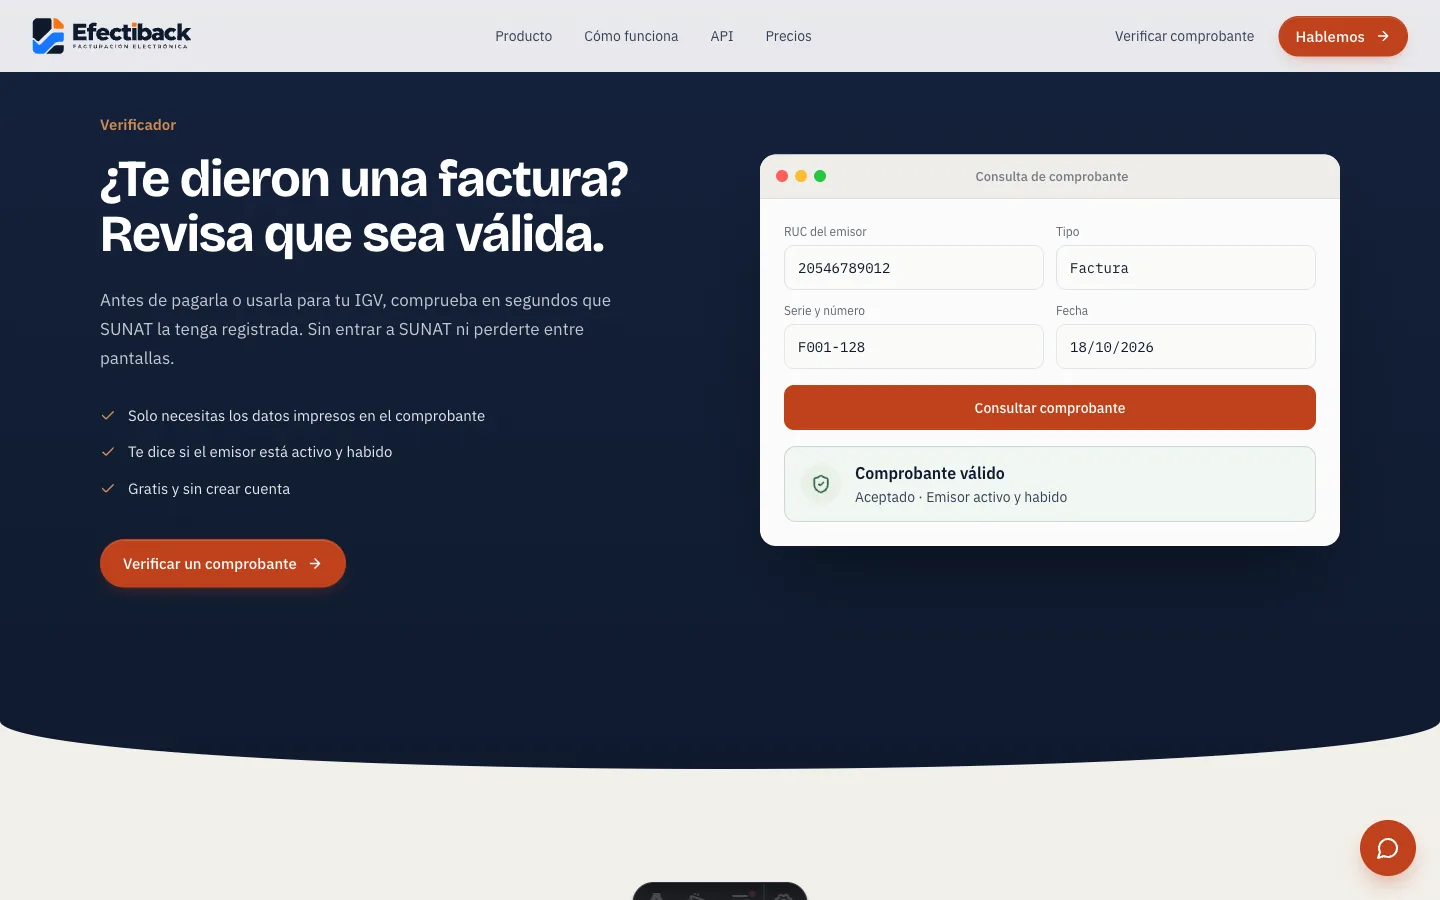 Efectiback
FACTURACIÓN ELECTRÓNICA
Producto
Cómo funciona
API
Precios
Verificar comprobante
Hablemos
Verificador
¿Te dieron una factura?
Revisa que sea válida.
Antes de pagarla o usarla para tu IGV, comprueba en segundos que
SUNAT la tenga registrada. Sin entrar a SUNAT ni perderte entre
pantallas.
Solo necesitas los datos impresos en el comprobante
Te dice si el emisor está activo y habido
Gratis y sin crear cuenta
Verificar un comprobante
Consulta de comprobante
RUC del emisor
Tipo
20546789012
Factura
Serie y número
Fecha
F001-128
18/10/2026
Consultar comprobante
Comprobante válido
Aceptado · Emisor activo y habido